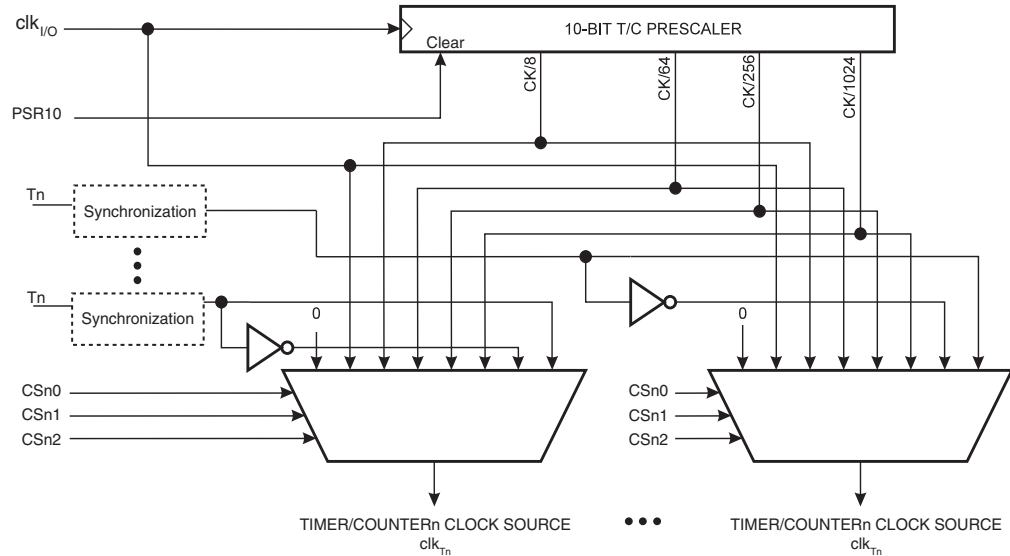 clkI/O
10-BIT T/C PRESCALER
Clear
CK/8
CK/64
CK/256
CK/1024
PSR10
Tn
Synchronization
Tn
Synchronization
0
0
CSn0
CSn1
CSn2
CSn0
CSn1
CSn2
TIMER/COUNTERn CLOCK SOURCE
clkTn
TIMER/COUNTERn CLOCK SOURCE
clkTn